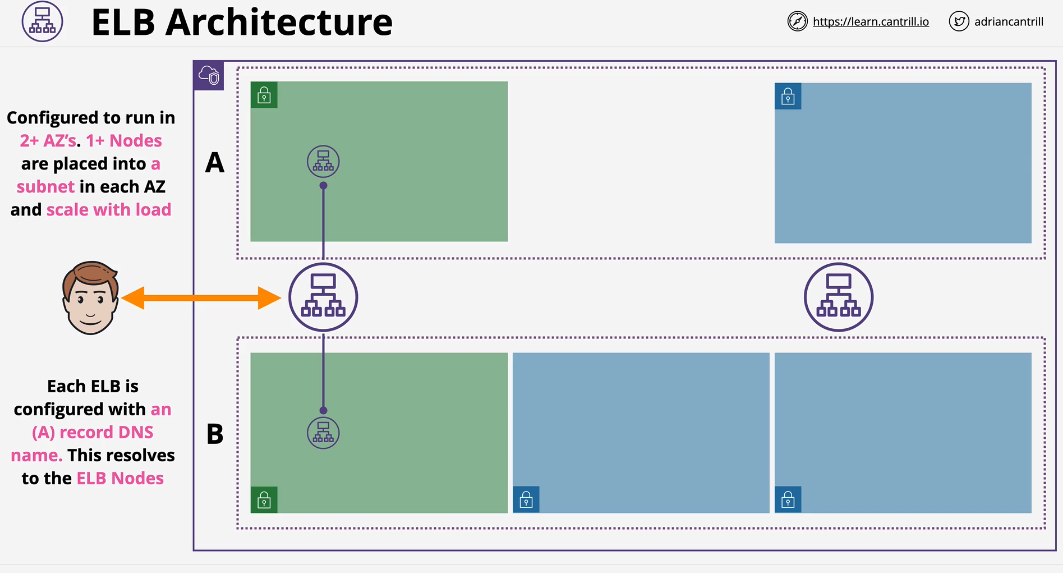 ELB Architecture
https://learn.cantrill.io
adriancantrill
Configured to run in
2+ AZ's. 1+ Nodes
are placed into a
subnet in each AZ
and scale with load
A
Each ELB is
configured with an
(A) record DNS
name. This resolves
to the ELB Nodes
B